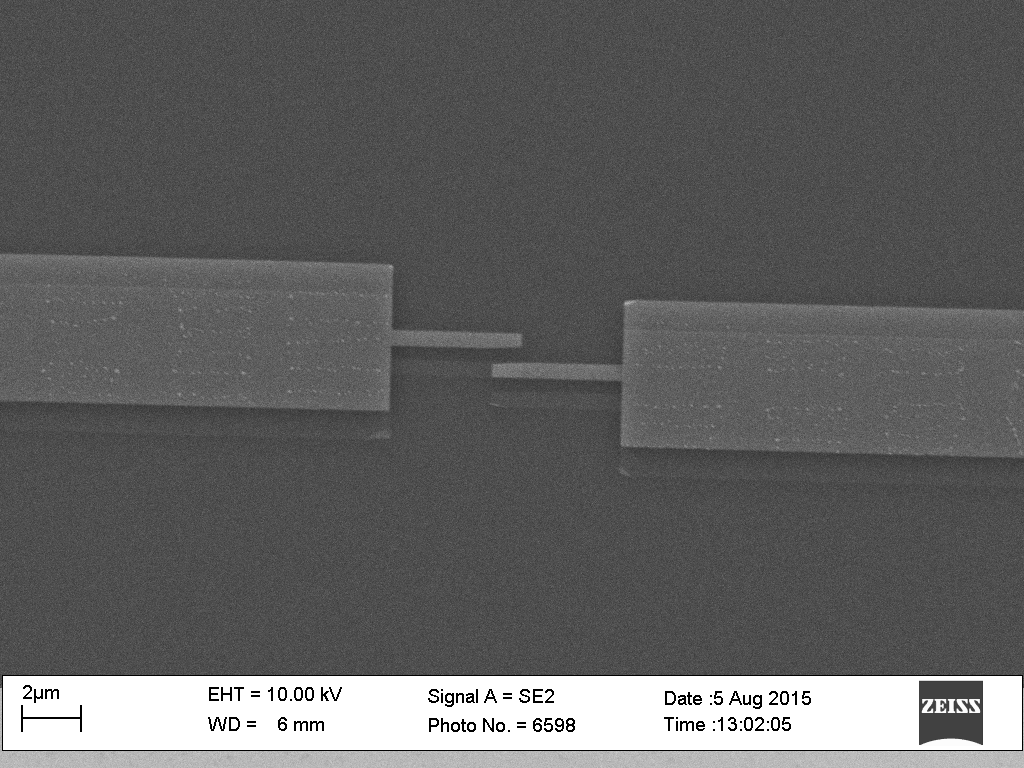 2µm
EHT = 10.00 kV
WD = 6 mm
Signal A = SE2
Photo No. = 6598
Date :5 Aug 2015
Time :13:02:05
ZEISS